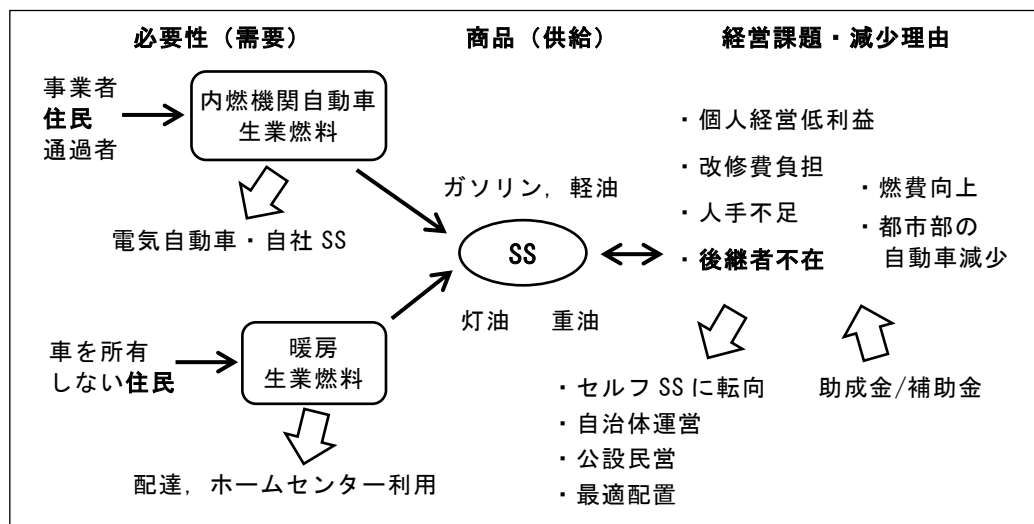 必要性（需要）
商品（供給）
経営課題・減少理由
事業者
住民
通過者
内燃機関自動車
生業燃料
電気自動車・自社 SS
ガソリン，軽油
SS
灯油　重油
車を所有
しない住民
暖房
生業燃料
配達，ホームセンター利用
・個人経営低利益
・改修費負担
・人手不足
・後継者不在
・燃費向上
・都市部の
自動車減少
・セルフ SS に転向
・自治体運営
・公設民営
・最適配置
助成金/補助金